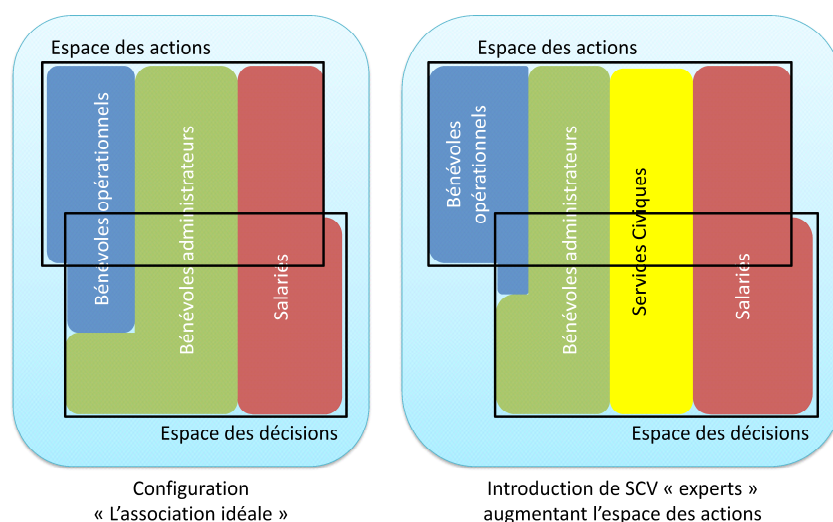 Espace des actions
Bénévoles opérationnels
Bénévoles administrateurs
Salariés
Espace des décisions
Configuration
« L’association idéale »
Espace des actions
Bénévoles
opérationnels
Bénévoles administrateurs
Services Civiques
Salariés
Espace des décisions
Introduction de SCV « experts »
augmentant l’espace des actions